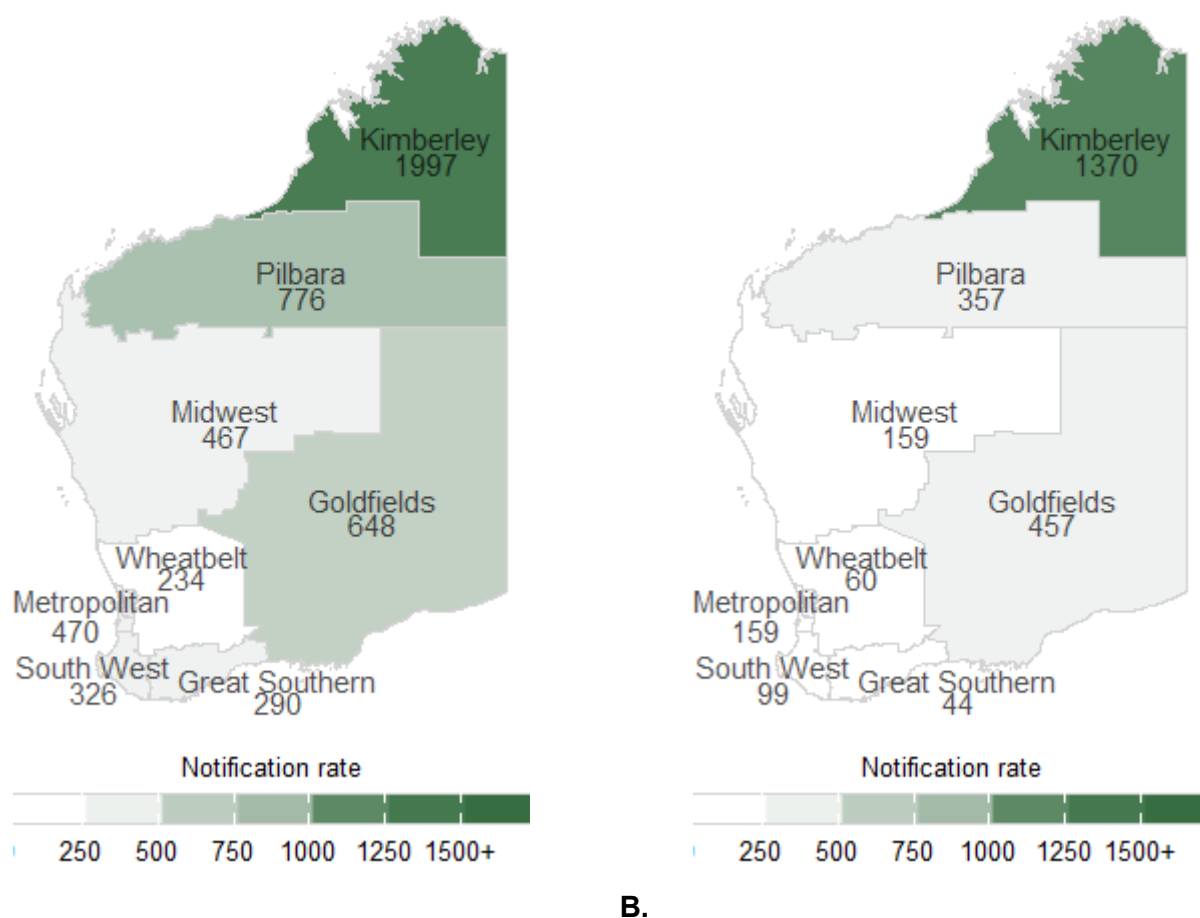 Kimberley
1997
Pilbara
776
Midwest
467
Goldfields
648
Wheatbelt
234
Metropolitan
470
South West
326
Great Southern
290
Notification rate
250 500 750 1000 1250 1500+
Kimberley
1370
Pilbara
357
Midwest
159
Goldfields
457
Wheatbelt
60
Metropolitan
159
South West
99
Great Southern
44
Notification rate
250 500 750 1000 1250 1500+
B.